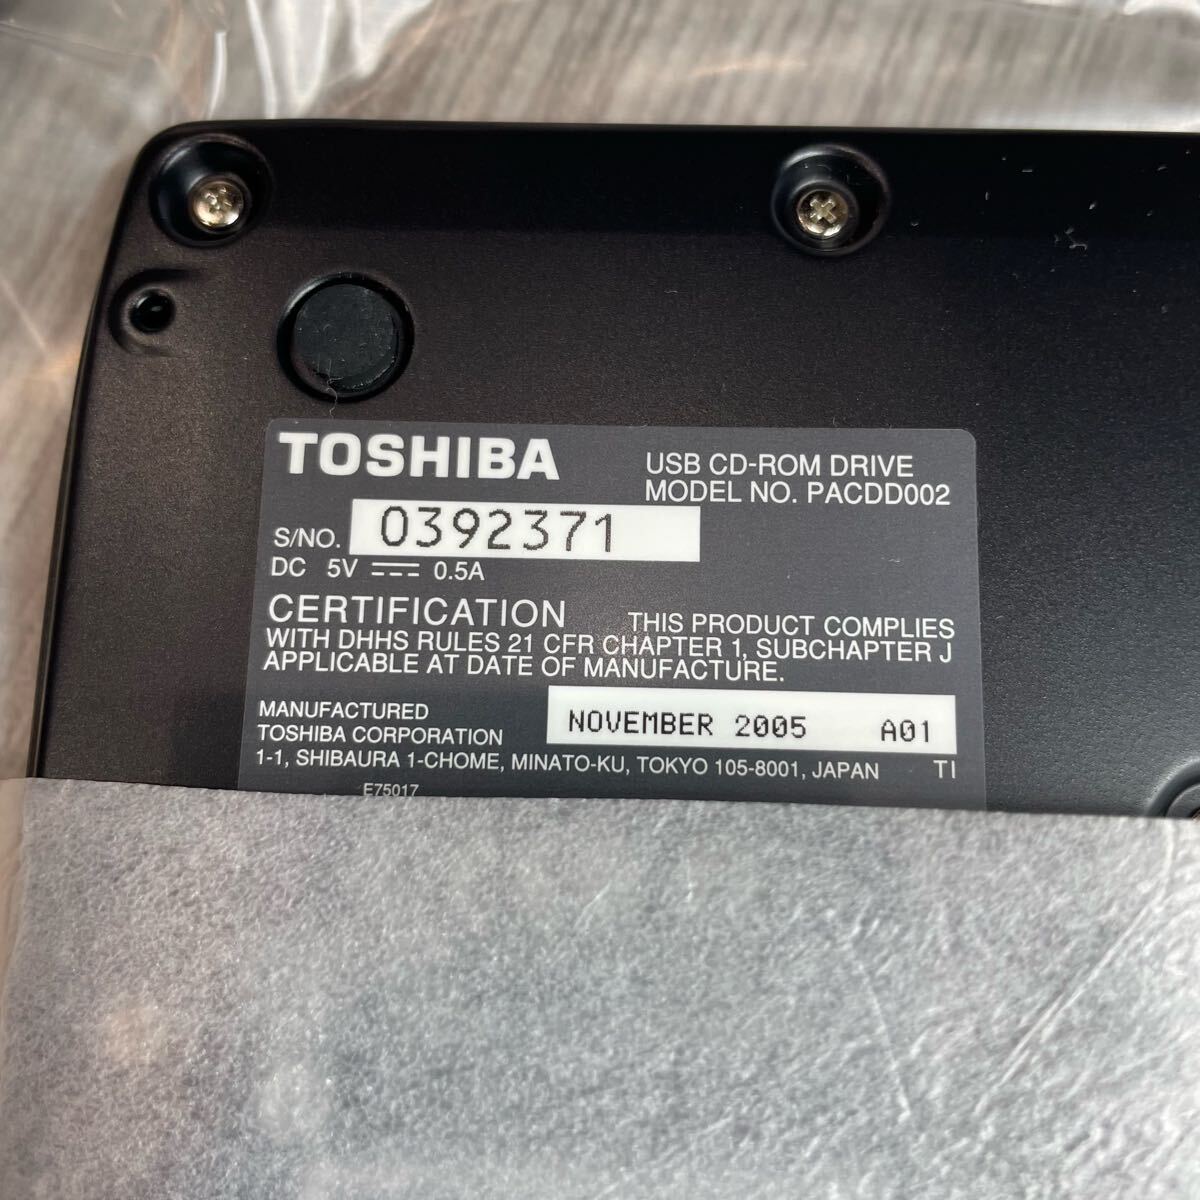 TOSHIBA
USB CD-ROM DRIVE
MODEL NO. PACDD002
S/NO. 0392371
DC 5V ⎓ 0.5A
CERTIFICATION THIS PRODUCT COMPLIES
WITH DHHS RULES 21 CFR CHAPTER 1, SUBCHAPTER J
APPLICABLE AT DATE OF MANUFACTURE.
MANUFACTURED
NOVEMBER 2005 A01
TOSHIBA CORPORATION
1-1, SHIBAURA 1-CHOME, MINATO-KU, TOKYO 105-8001, JAPAN TI
E75017